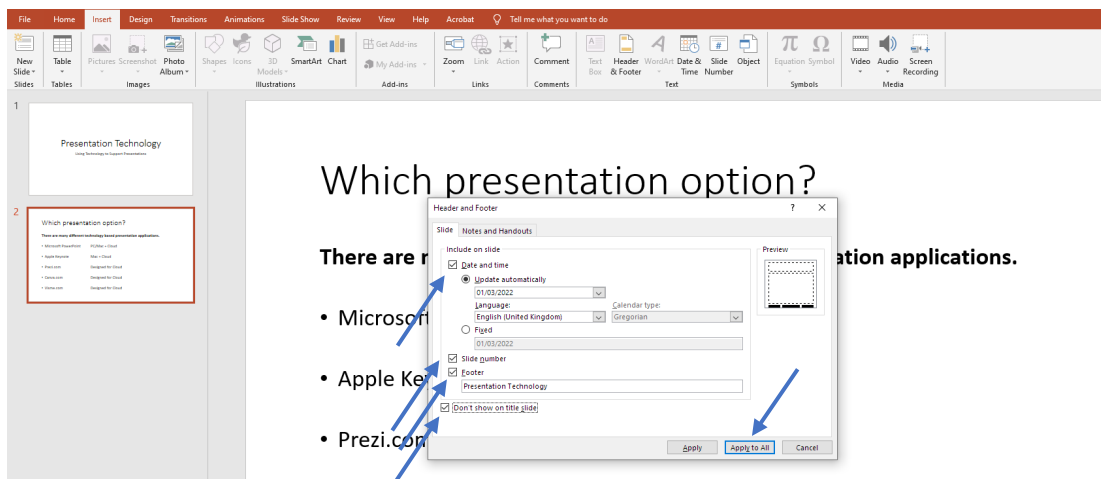 File Home Insert Design Transitions Animations Slide Show Review View Help Acrobat Tell me what you want to do
New Slide
Table
Pictures Screenshot Photo Album
Shapes Icons 3D Models SmartArt Chart
Get Add-ins
My Add-ins
Zoom Link Action
Comment
Text Box Header & Footer WordArt Date & Time Slide Number Object
Equation Symbol
Video Audio Screen Recording
Slides Tables Images Illustrations Add-ins Links Comments Text Symbols Media
1
Presentation Technology
Using Technology to Support Presentations
2
Which presentation option?
There are many different technology based presentation applications.
• Microsoft PowerPoint PC/Mac + Cloud
• Apple Keynote Mac + Cloud
• Prezi.com Designed for Cloud
Designed for Cloud
Designed for Cloud
Which presentation option?
There are
ation applications.
• Microsoft
• Apple Ke
• Prezi.com
Header and Footer ? ×
Slide Notes and Handouts
Include on slide
Date and time
Update automatically
01/03/2022
Language: Calendar type:
English (United Kingdom) Gregorian
Fixed
01/03/2022
Slide number
Footer
Presentation Technology
Don't show on title slide
Preview
Apply Apply to All Cancel